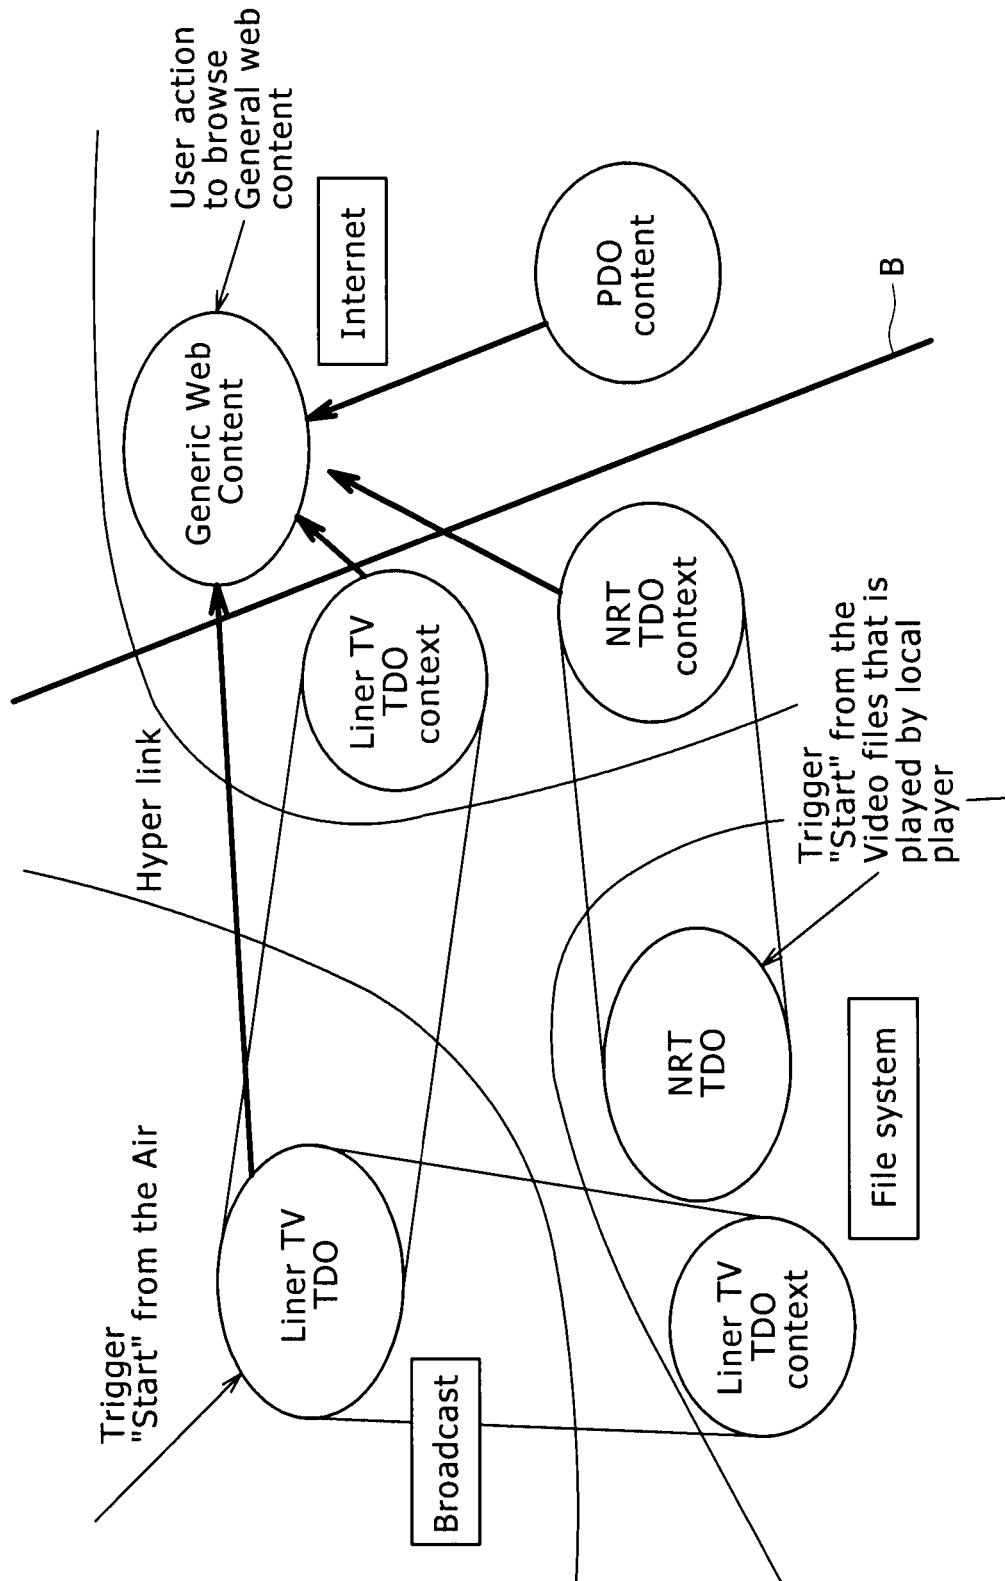 Trigger
"Start" from the Air
Hyper link
User action
to browse
General web
content
Generic Web
Content
Internet
Liner TV
TDO
Liner TV
TDO
context
Broadcast
PDO
content
NRT
TDO
context
NRT
TDO
Liner TV
TDO
context
Trigger
"Start" from the
Video files that is
played by local
player
File system
B